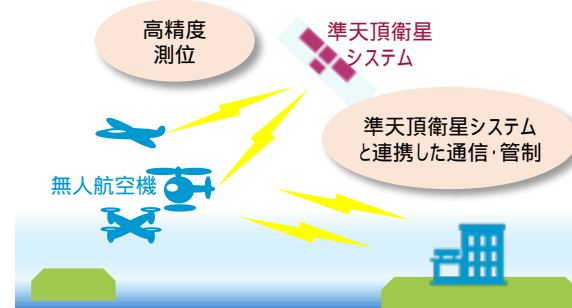 高精度
測位
準天頂衛星
システム
準天頂衛星システム
と連携した通信・管制
無人航空機